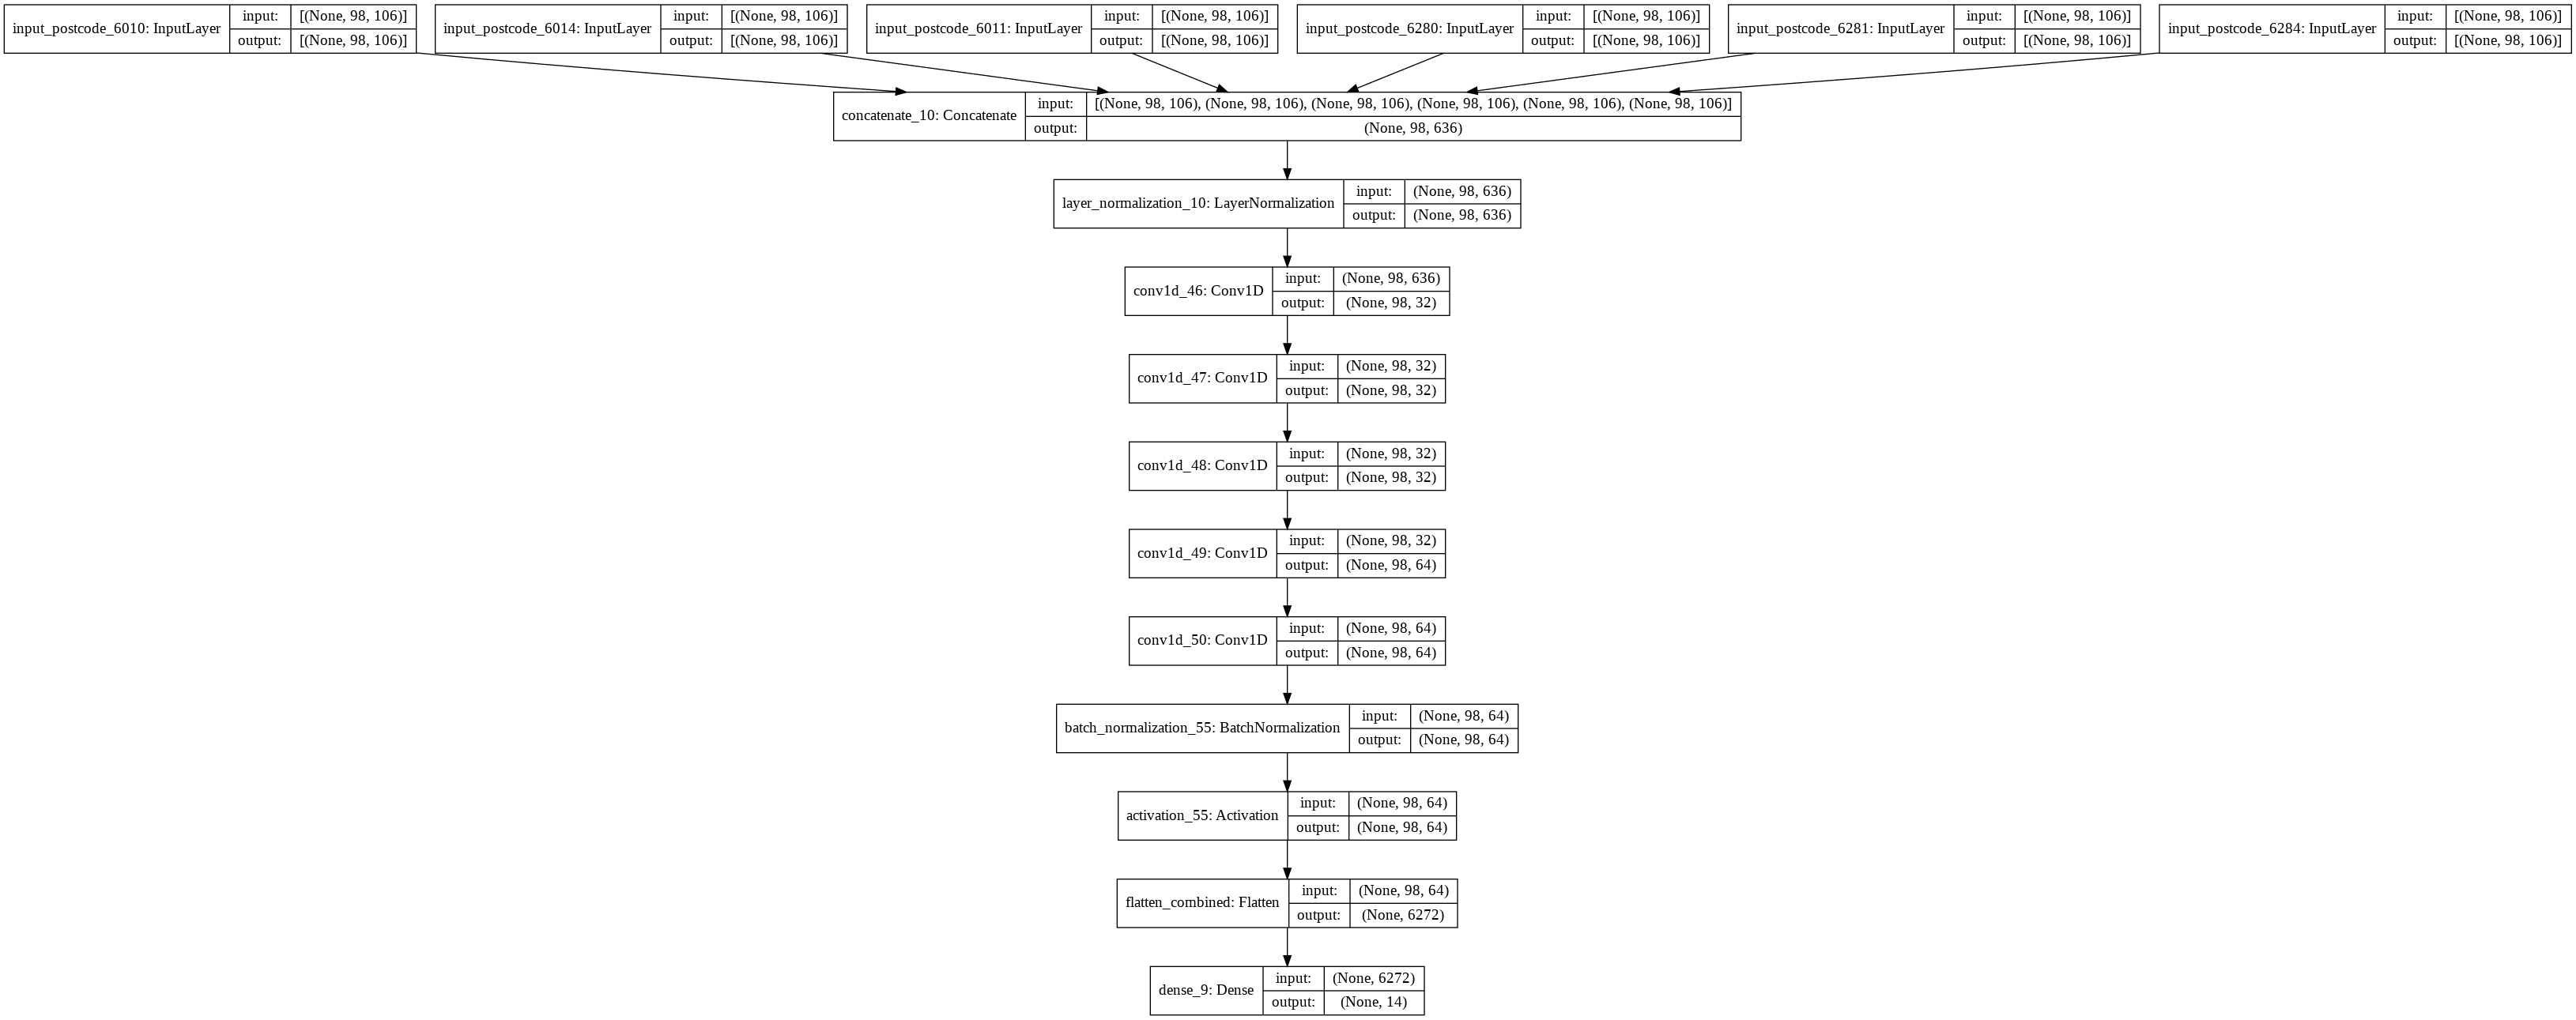 input_postcode_6010: InputLayer input: [(None, 98, 106)] output: [(None, 98, 106)]
input_postcode_6014: InputLayer input: [(None, 98, 106)] output: [(None, 98, 106)]
input_postcode_6011: InputLayer input: [(None, 98, 106)] output: [(None, 98, 106)]
input_postcode_6280: InputLayer input: [(None, 98, 106)] output: [(None, 98, 106)]
input_postcode_6281: InputLayer input: [(None, 98, 106)] output: [(None, 98, 106)]
input_postcode_6284: InputLayer input: [(None, 98, 106)] output: [(None, 98, 106)]
concatenate_10: Concatenate input: [(None, 98, 106), (None, 98, 106), (None, 98, 106), (None, 98, 106), (None, 98, 106), (None, 98, 106)] output: (None, 98, 636)
layer_normalization_10: LayerNormalization input: (None, 98, 636) output: (None, 98, 636)
conv1d_46: Conv1D input: (None, 98, 636) output: (None, 98, 32)
conv1d_47: Conv1D input: (None, 98, 32) output: (None, 98, 32)
conv1d_48: Conv1D input: (None, 98, 32) output: (None, 98, 32)
conv1d_49: Conv1D input: (None, 98, 32) output: (None, 98, 64)
conv1d_50: Conv1D input: (None, 98, 64) output: (None, 98, 64)
batch_normalization_55: BatchNormalization input: (None, 98, 64) output: (None, 98, 64)
activation_55: Activation input: (None, 98, 64) output: (None, 98, 64)
flatten_combined: Flatten input: (None, 98, 64) output: (None, 6272)
dense_9: Dense input: (None, 6272) output: (None, 14)